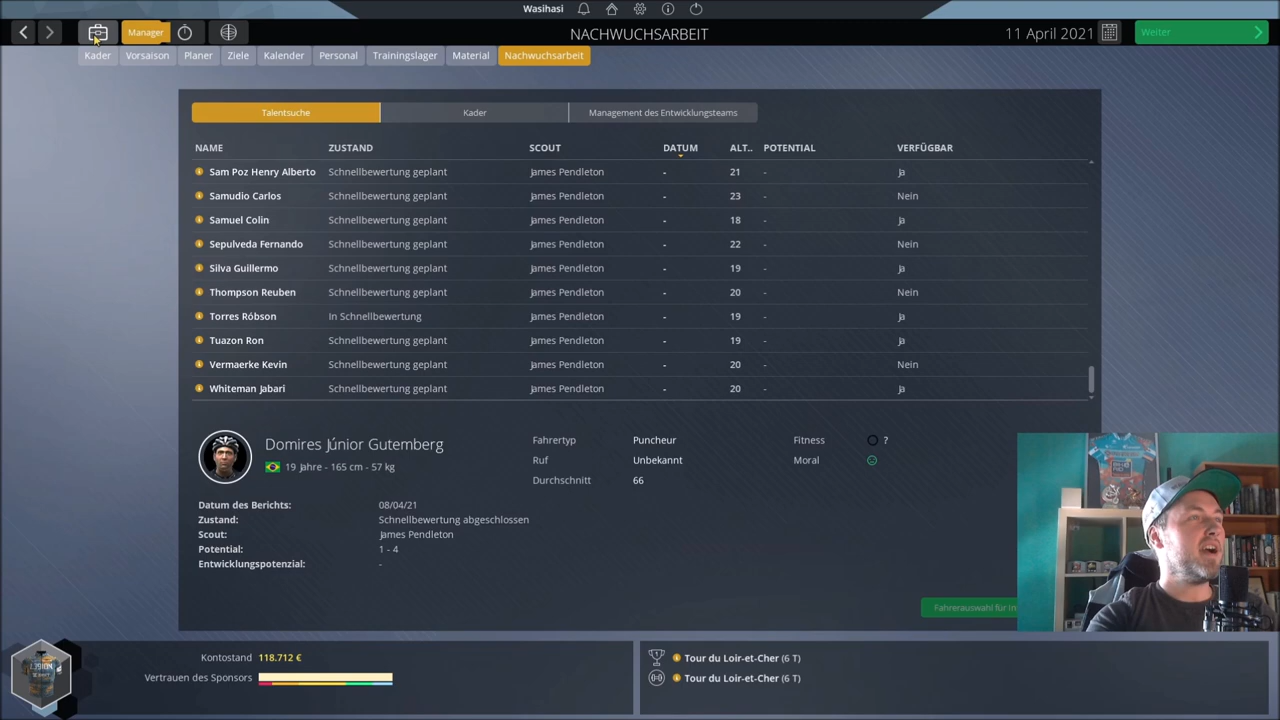 Wasihasi
Manager
NACHWUCHSARBEIT
11 April 2021
Weiter
Kader
Vorsaison
Planer
Ziele
Kalender
Personal
Trainingslager
Material
Nachwuchsarbeit
Talentsuche
Kader
Management des Entwicklungsteams
NAME ZUSTAND SCOUT DATUM ALT.. POTENTIAL VERFÜGBAR
Sam Poz Henry Alberto Schnellbewertung geplant James Pendleton - 21 - Ja
Samudio Carlos Schnellbewertung geplant James Pendleton - 23 - Nein
Samuel Colin Schnellbewertung geplant James Pendleton - 18 - Ja
Sepulveda Fernando Schnellbewertung geplant James Pendleton - 22 - Nein
Silva Guillermo Schnellbewertung geplant James Pendleton - 19 - Ja
Thompson Reuben Schnellbewertung geplant James Pendleton - 20 - Nein
Torres Róbson In Schnellbewertung James Pendleton - 19 - Ja
Tuazon Ron Schnellbewertung geplant James Pendleton - 19 - Ja
Vermaerke Kevin Schnellbewertung geplant James Pendleton - 20 - Nein
Whiteman Jabari Schnellbewertung geplant James Pendleton - 20 - Ja
Domires Júnior Gutemberg
19 Jahre - 165 cm - 57 kg
Fahrertyp Puncheur
Ruf Unbekannt
Durchschnitt 66
Fitness ?
Moral
Datum des Berichts: 08/04/21
Zustand: Schnellbewertung abgeschlossen
Scout: James Pendleton
Potential: 1 - 4
Entwicklungspotenzial: -
Fahrerauswahl für In
Kontostand 118.712 €
Vertrauen des Sponsors
Tour du Loir-et-Cher (6 T)
Tour du Loir-et-Cher (6 T)